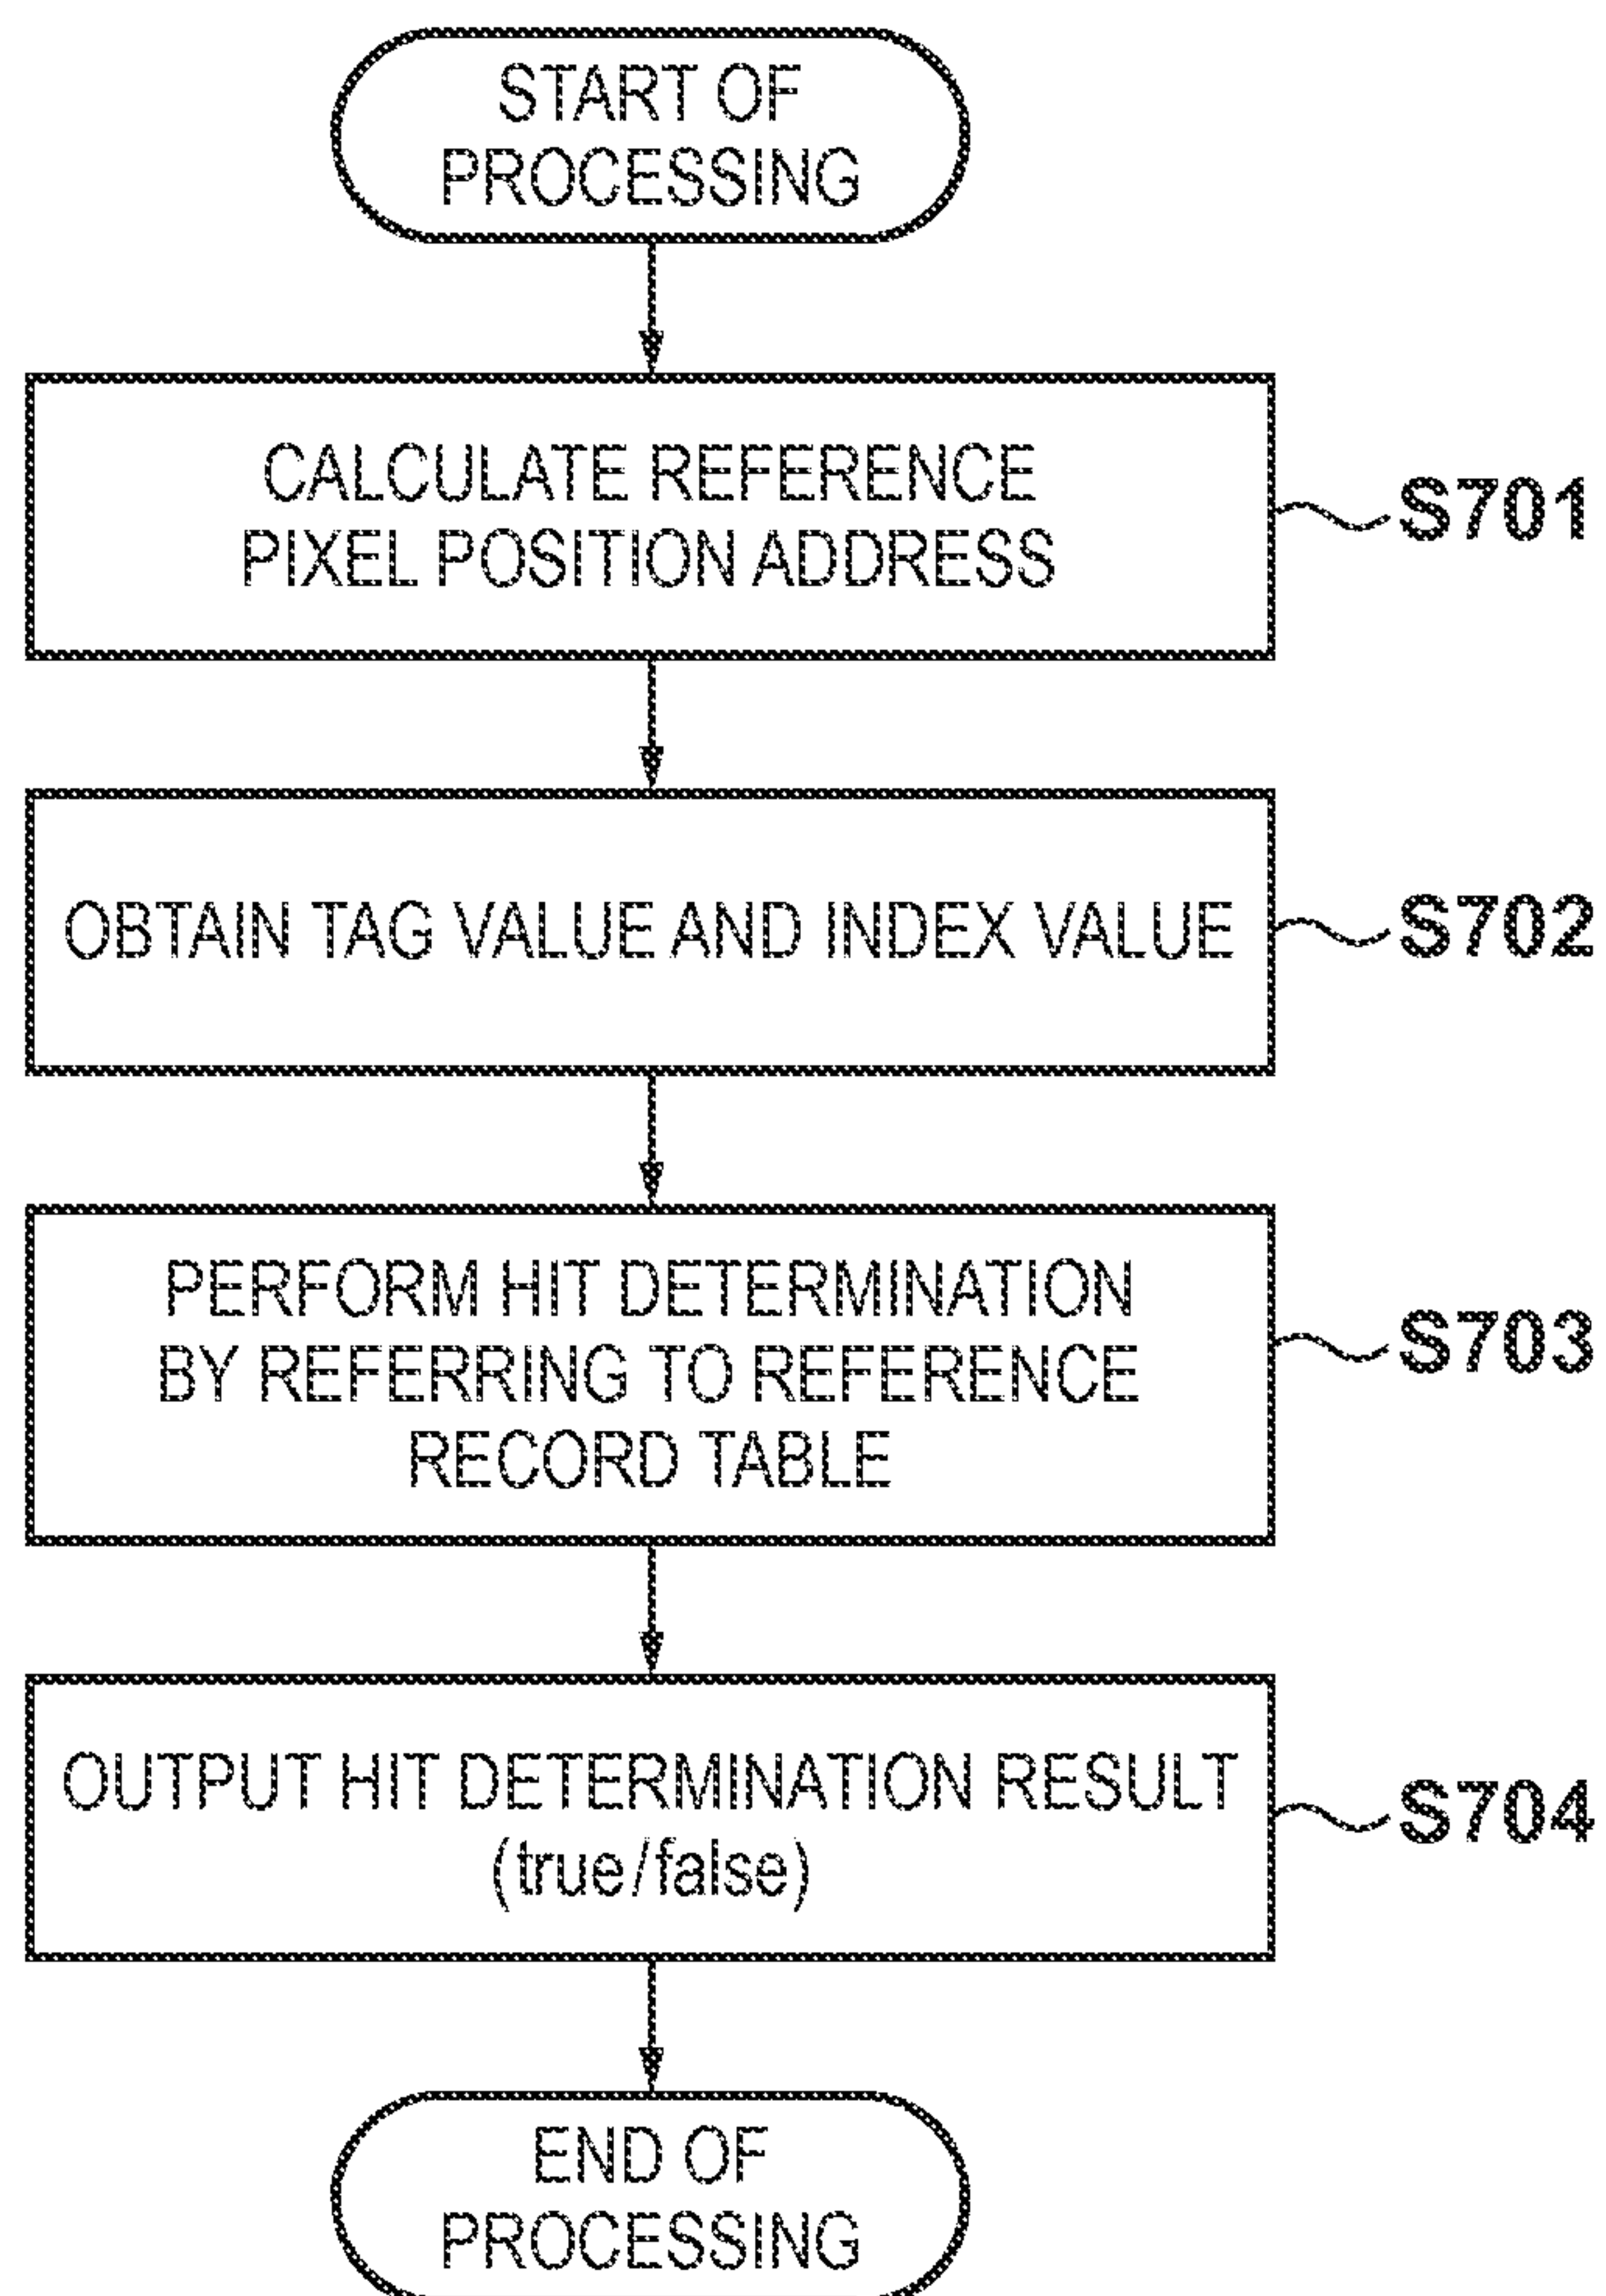 START OF
PROCESSING
CALCULATE REFERENCE
PIXEL POSITION ADDRESS
S701
OBTAIN TAG VALUE AND INDEX VALUE
S702
PERFORM HIT DETERMINATION
BY REFERRING TO REFERENCE
RECORD TABLE
S703
OUTPUT HIT DETERMINATION RESULT
(true/false)
S704
END OF
PROCESSING